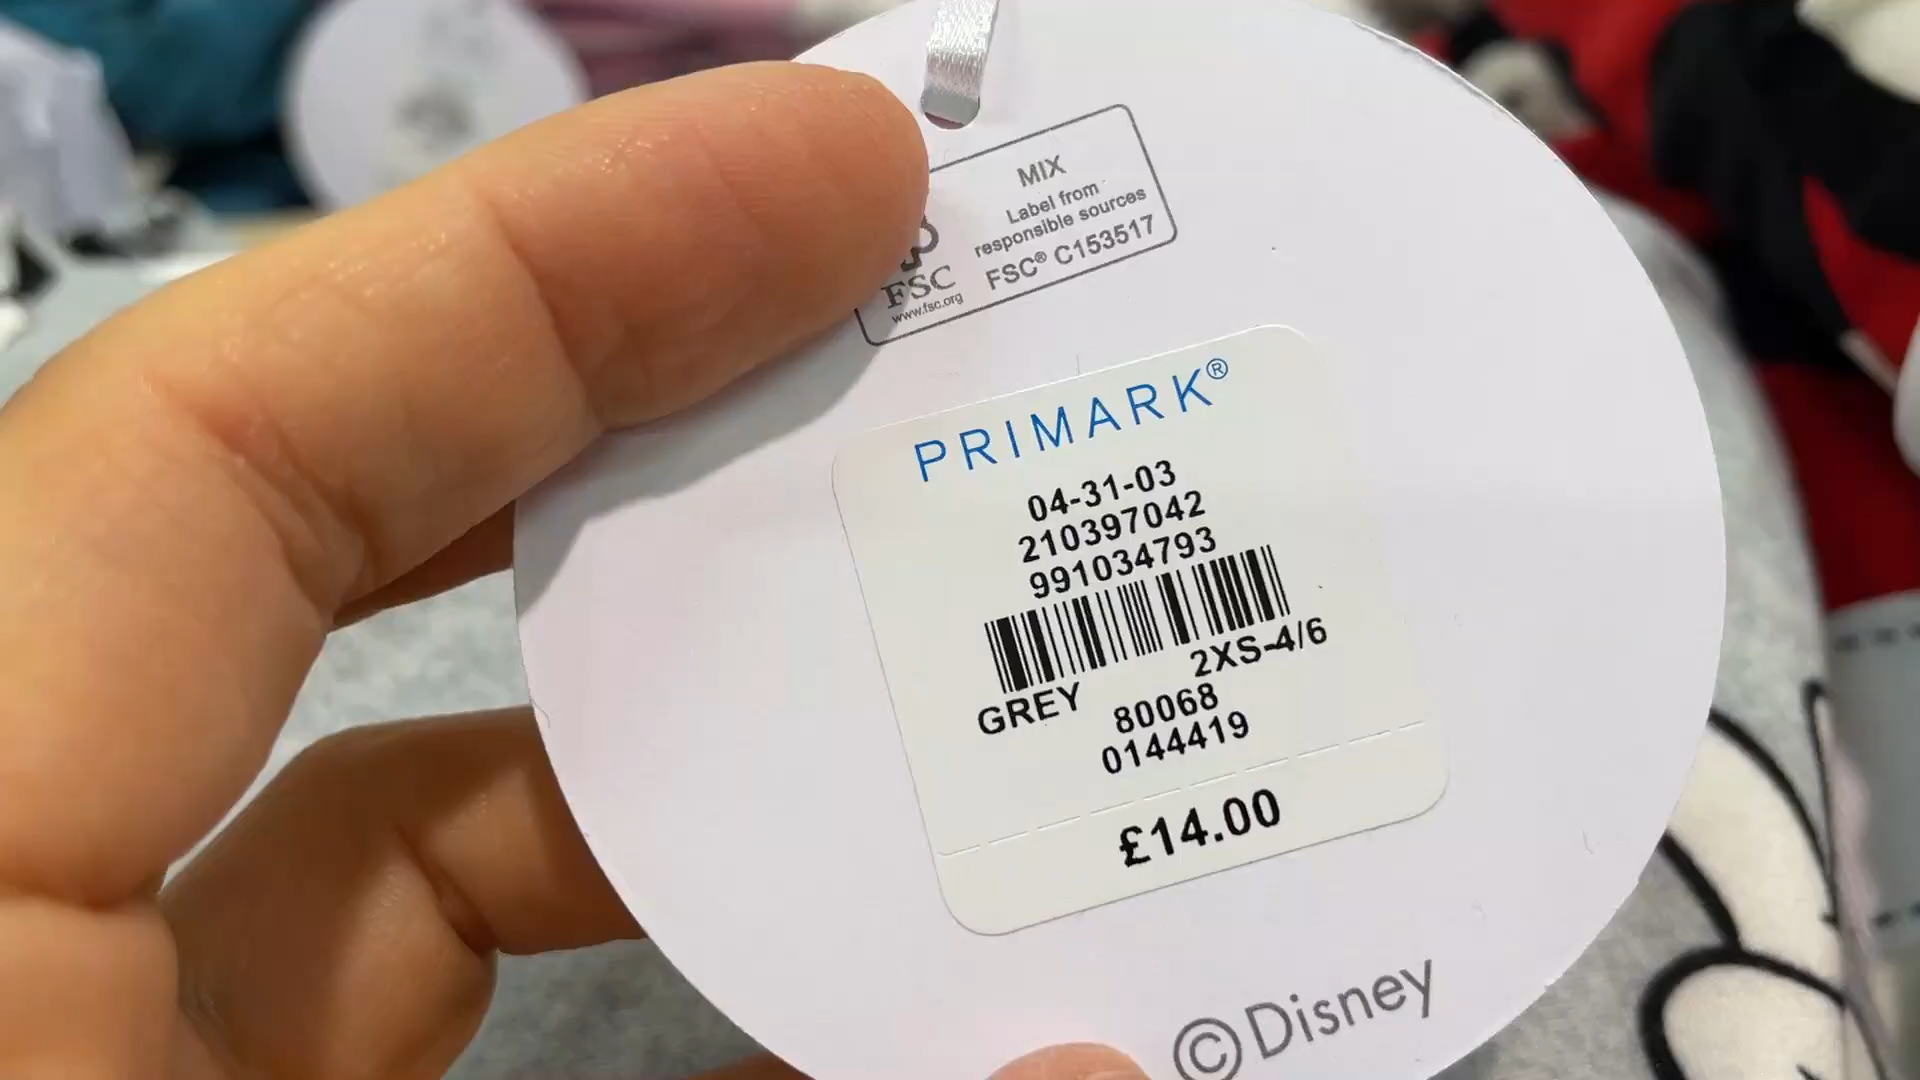 MIX
Label from
responsible sources
FSC® C153517
FSC
www.fsc.org
PRIMARK®
04-31-03
210397042
991034793
2XS-4/6
GREY
80068
0144419
£14.00
©Disney